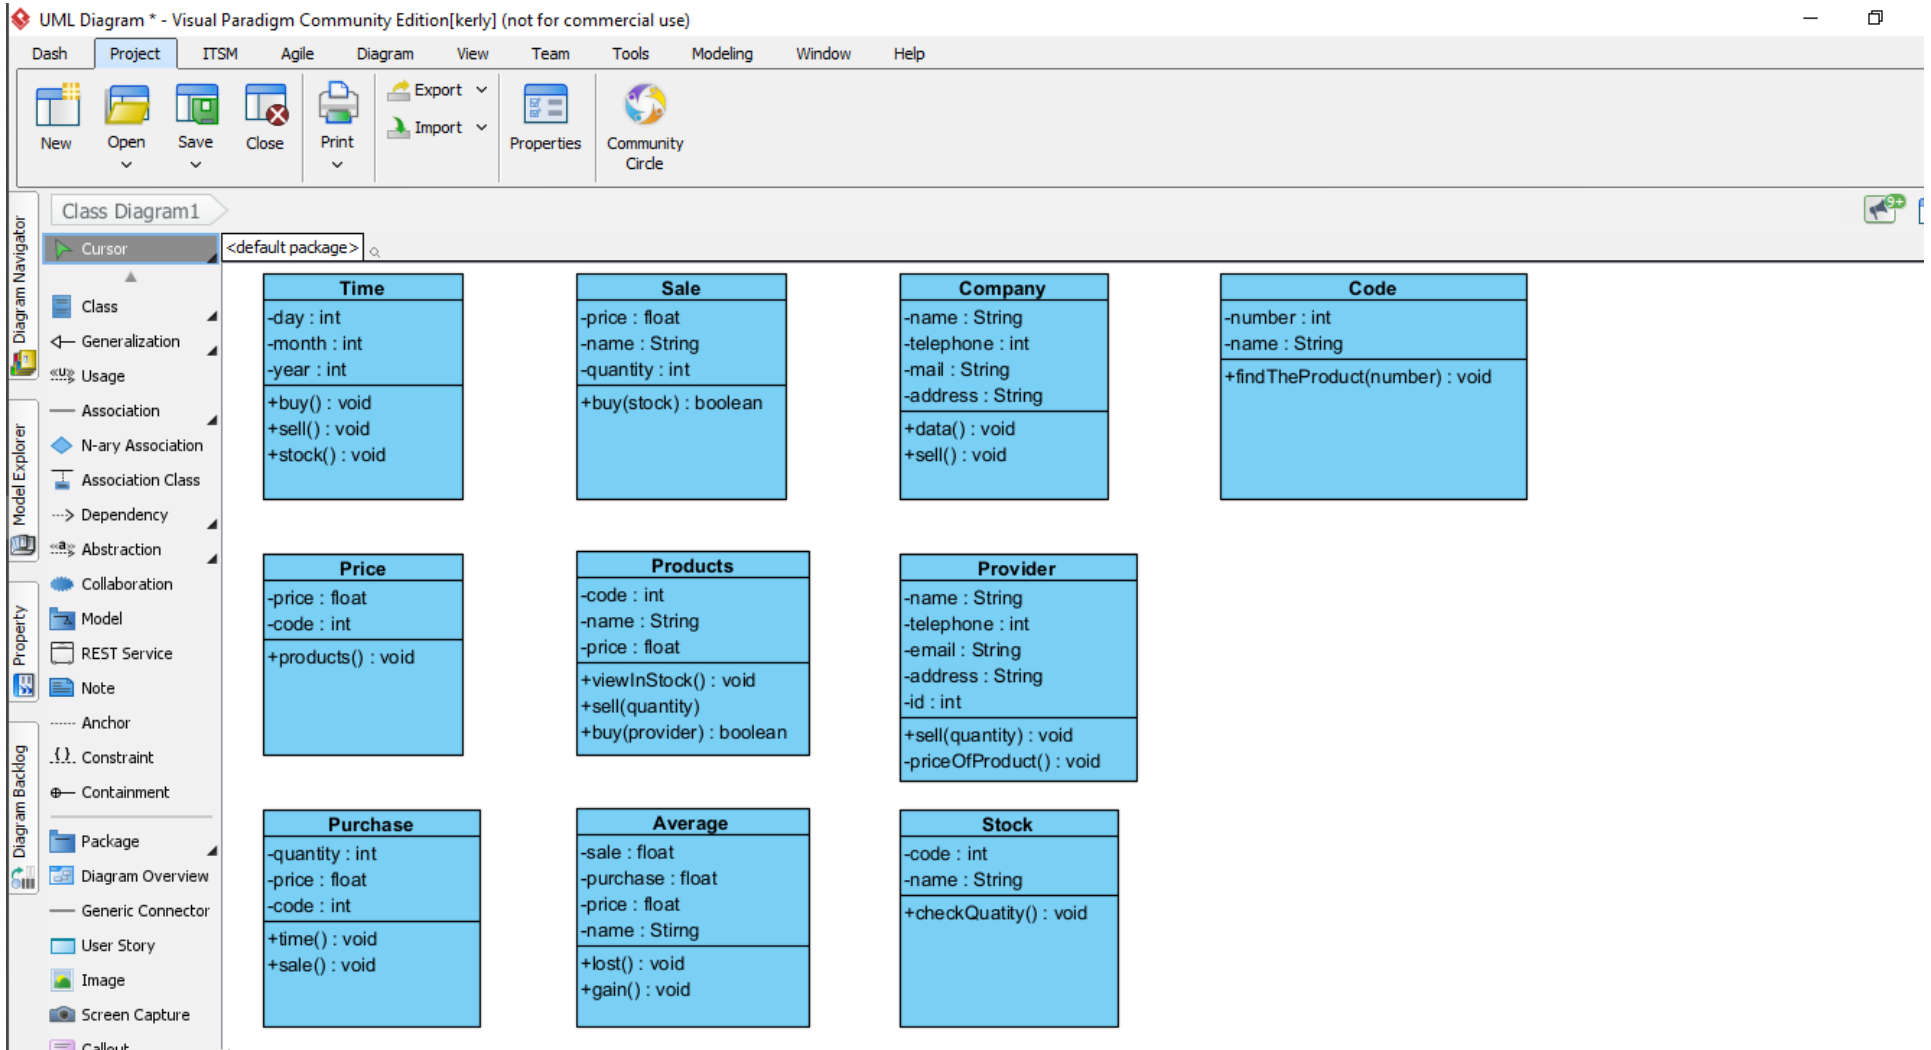 UML Diagram * - Visual Paradigm Community Edition[kerly] (not for commercial use)
Dash Project ITSM Agile Diagram View Team Tools Modeling Window Help
New
Open
Save
Close
Print
Export
Import
Properties
Community
Circle
Class Diagram1
9+
Diagram Navigator
Model Explorer
Property
Diagram Backlog
Cursor
Class
Generalization
«U» Usage
Association
N-ary Association
Association Class
Dependency
«a» Abstraction
Collaboration
Model
REST Service
Note
Anchor
{} Constraint
Containment
Package
Diagram Overview
Generic Connector
User Story
Image
Screen Capture
Callout
<default package>
Time
-day : int
-month : int
-year : int
+buy() : void
+sell() : void
+stock() : void
Sale
-price : float
-name : String
-quantity : int
+buy(stock) : boolean
Company
-name : String
-telephone : int
-mail : String
-address : String
+data() : void
+sell() : void
Code
-number : int
-name : String
+findTheProduct(number) : void
Price
-price : float
-code : int
+products() : void
Products
-code : int
-name : String
-price : float
+viewInStock() : void
+sell(quantity)
+buy(provider) : boolean
Provider
-name : String
-telephone : int
-email : String
-address : String
-id : int
+sell(quantity) : void
-priceOfProduct() : void
Purchase
-quantity : int
-price : float
-code : int
+time() : void
+sale() : void
Average
-sale : float
-purchase : float
-price : float
-name : Stirng
+lost() : void
+gain() : void
Stock
-code : int
-name : String
+checkQuatity() : void